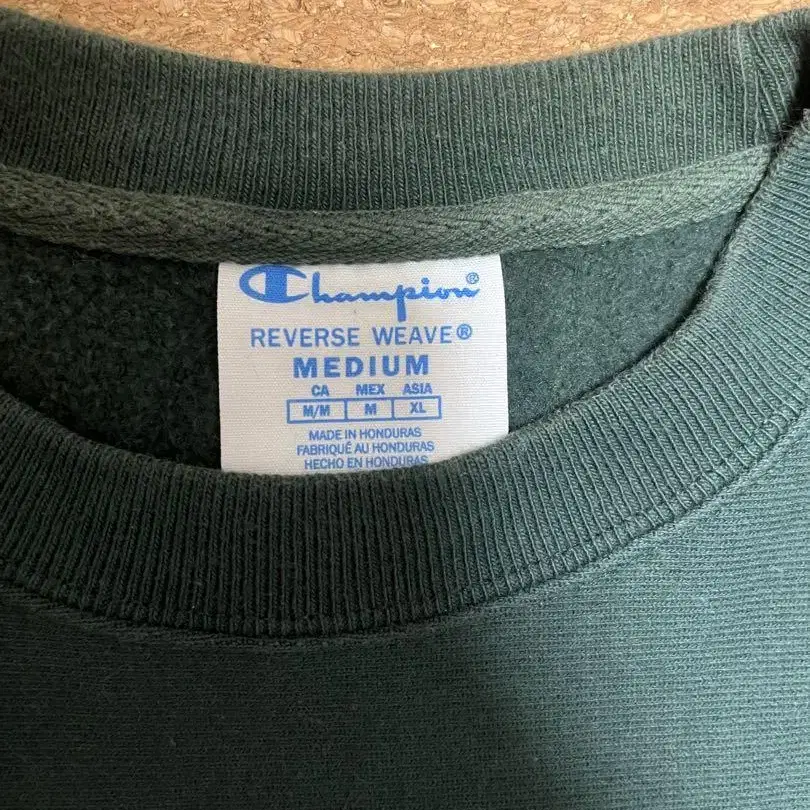 Champion®
REVERSE WEAVE®
MEDIUM
CA MEX ASIA
M/M M XL
MADE IN HONDURAS
FABRIQUÉ AU HONDURAS
HECHO EN HONDURAS